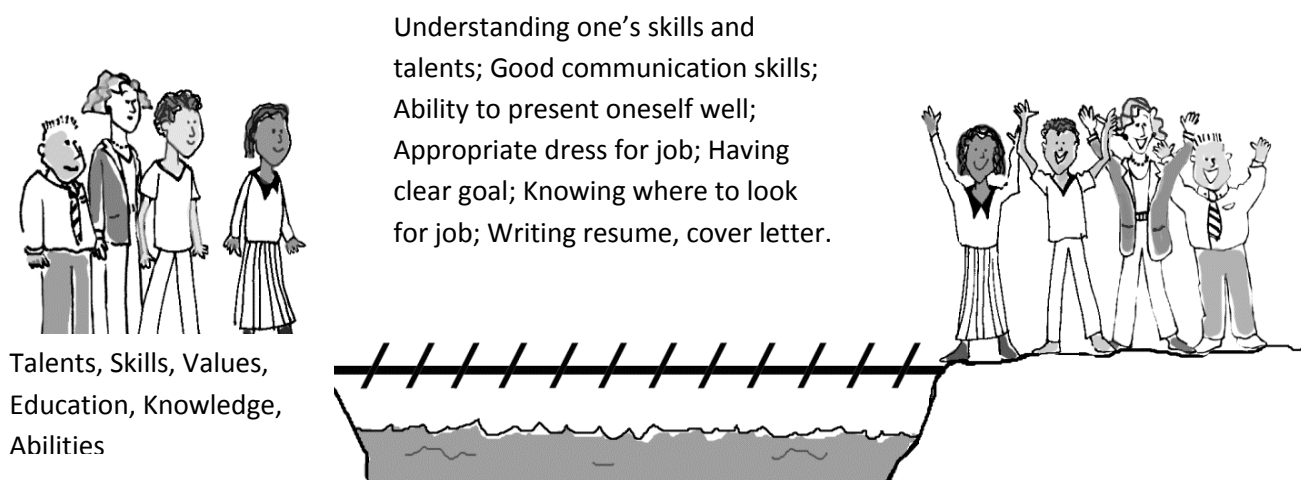 Understanding one’s skills and
talents; Good communication skills;
Ability to present oneself well;
Appropriate dress for job; Having
clear goal; Knowing where to look
for job; Writing resume, cover letter.
Talents, Skills, Values,
Education, Knowledge,
Abilities